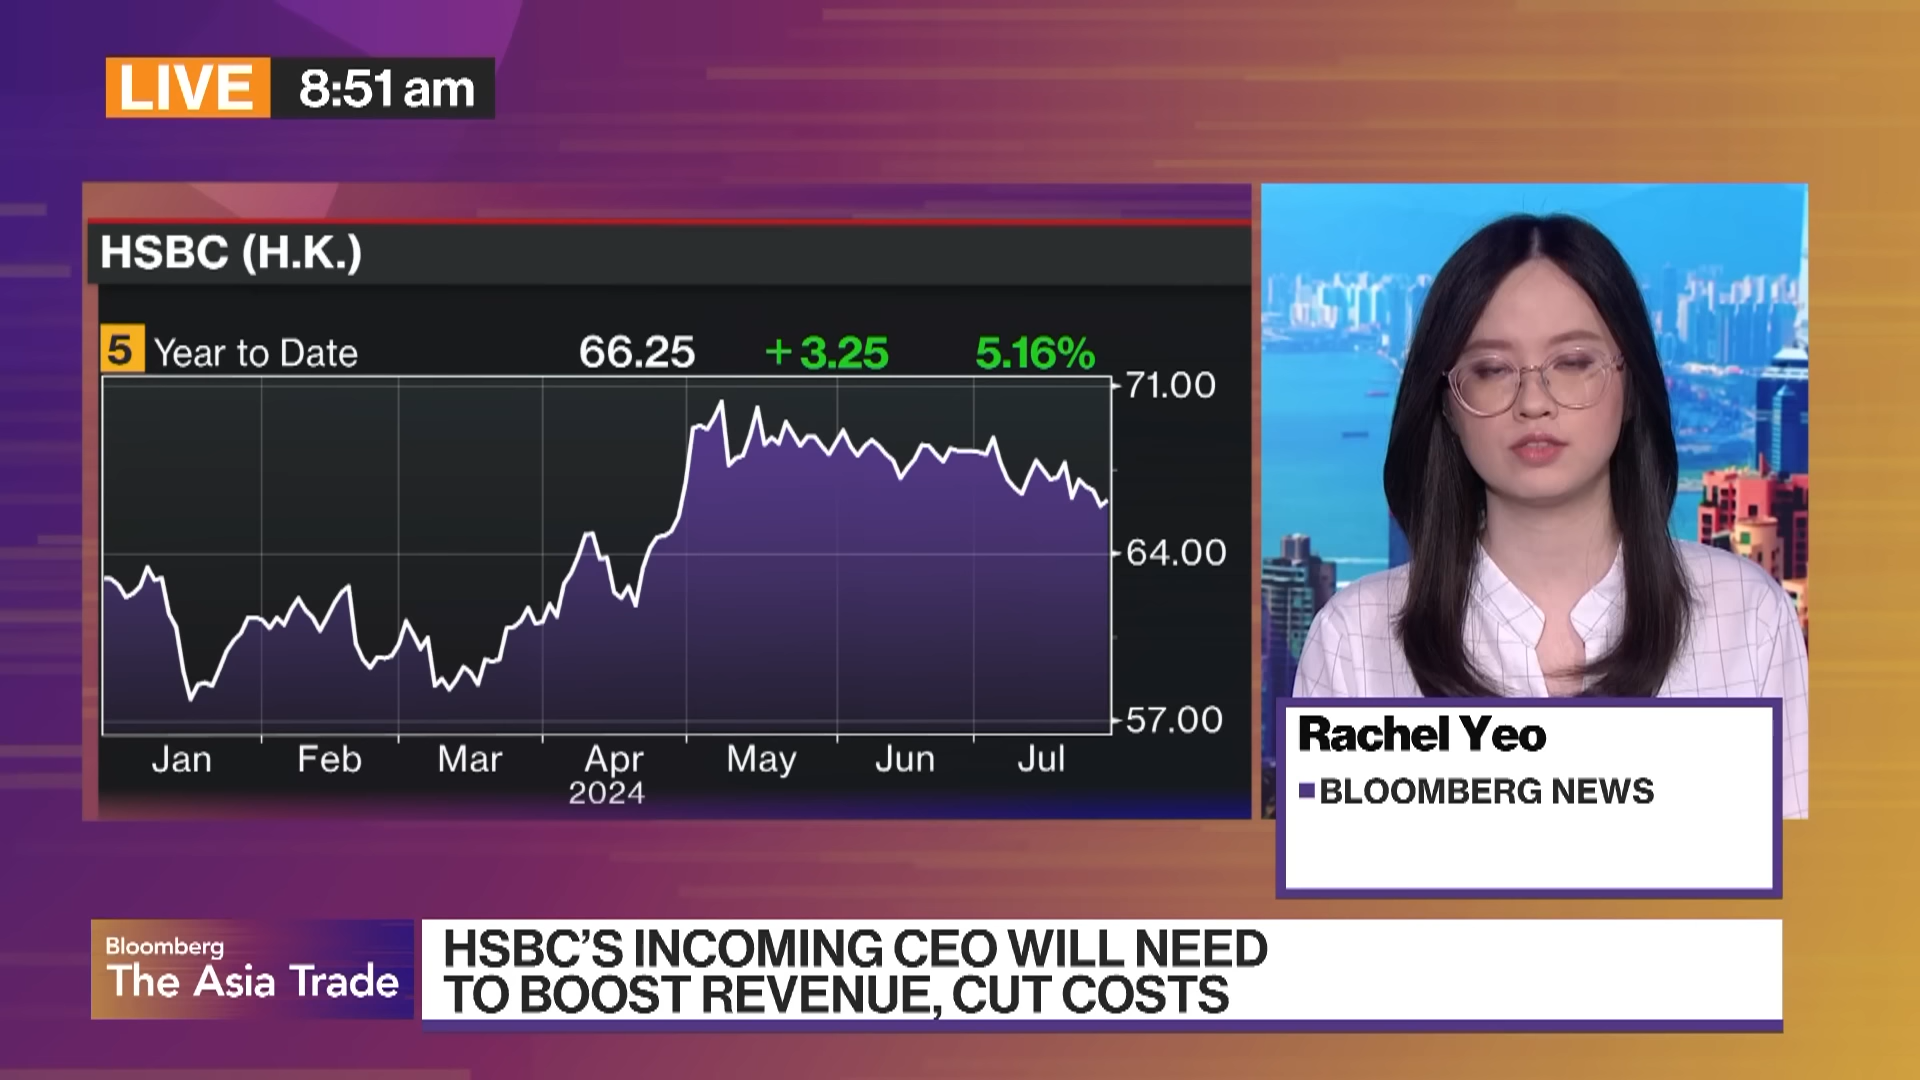 LIVE 8:51 am
HSBC (H.K.)
5 Year to Date 66.25 +3.25 5.16%
71.00
64.00
57.00
Jan Feb Mar Apr May Jun Jul
2024
Rachel Yeo
BLOOMBERG NEWS
Bloomberg
The Asia Trade
HSBC'S INCOMING CEO WILL NEED
TO BOOST REVENUE, CUT COSTS